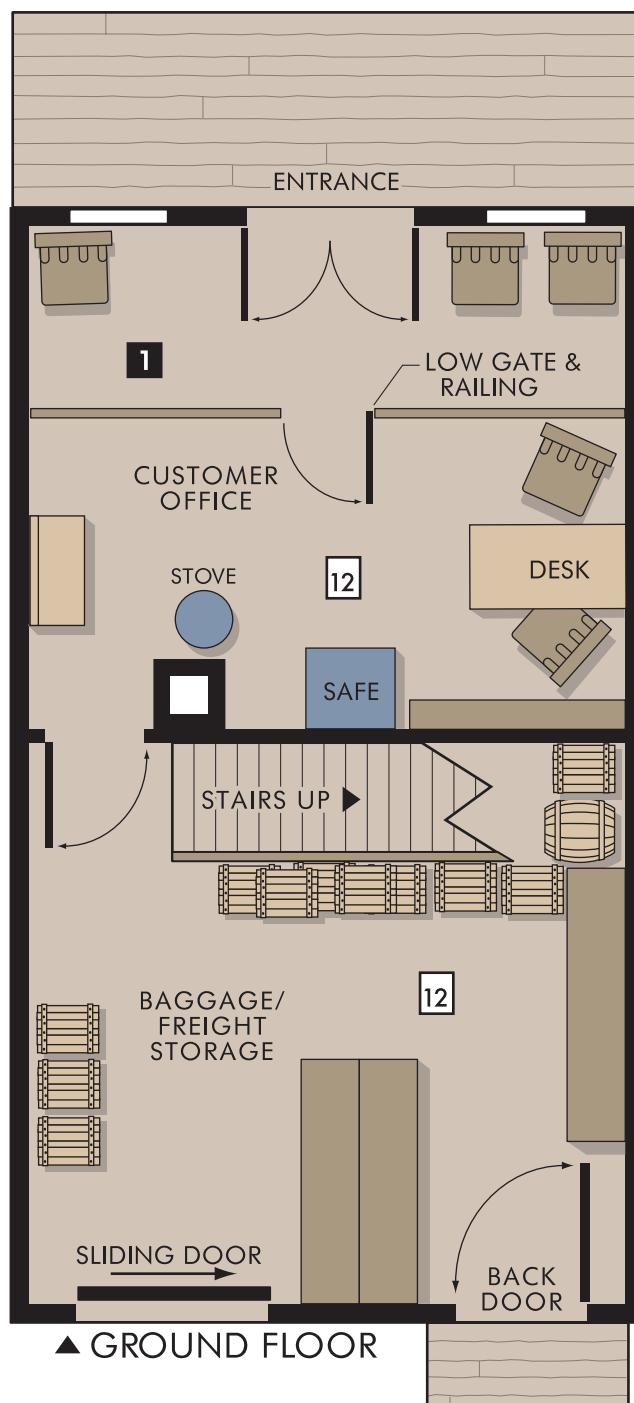 ENTRANCE
1
LOW GATE &
RAILING
CUSTOMER
OFFICE
STOVE
12
DESK
SAFE
STAIRS UP ▶
12
BAGGAGE/
FREIGHT
STORAGE
SLIDING DOOR
BACK
DOOR
▲ GROUND FLOOR